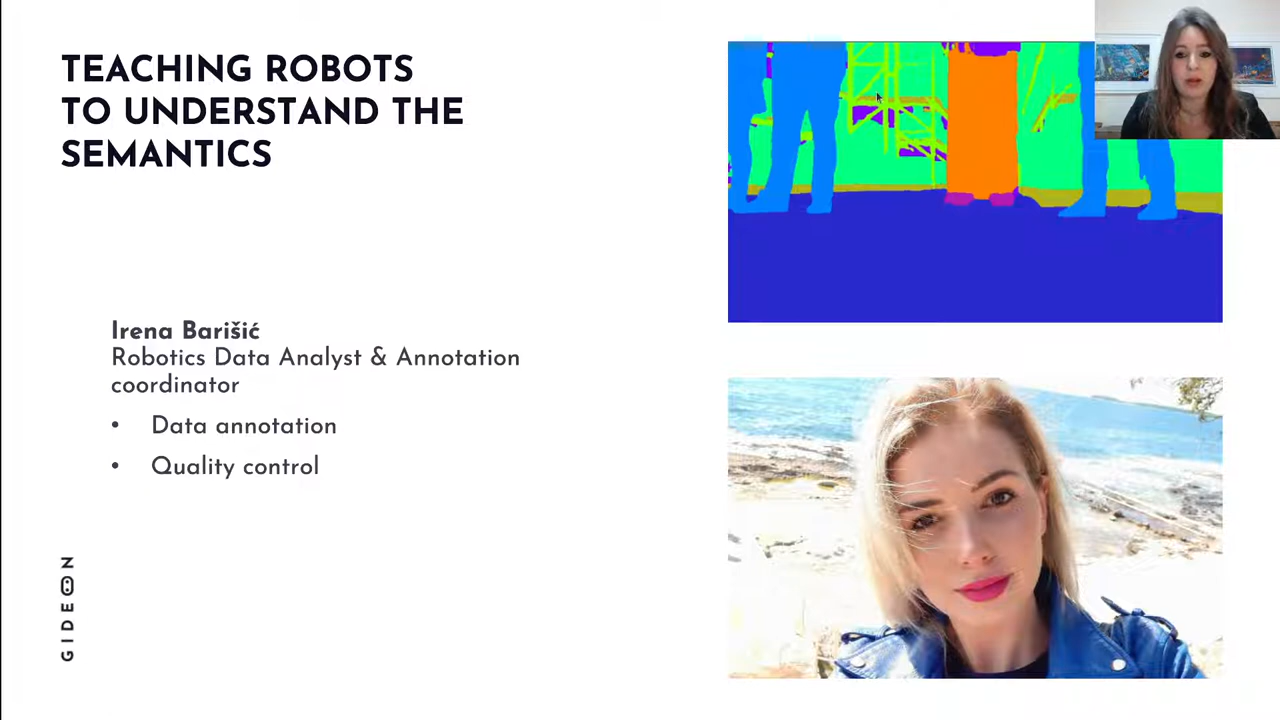 TEACHING ROBOTS
TO UNDERSTAND THE
SEMANTICS
Irena Barišić
Robotics Data Analyst & Annotation
coordinator
• Data annotation
• Quality control
GIDEON